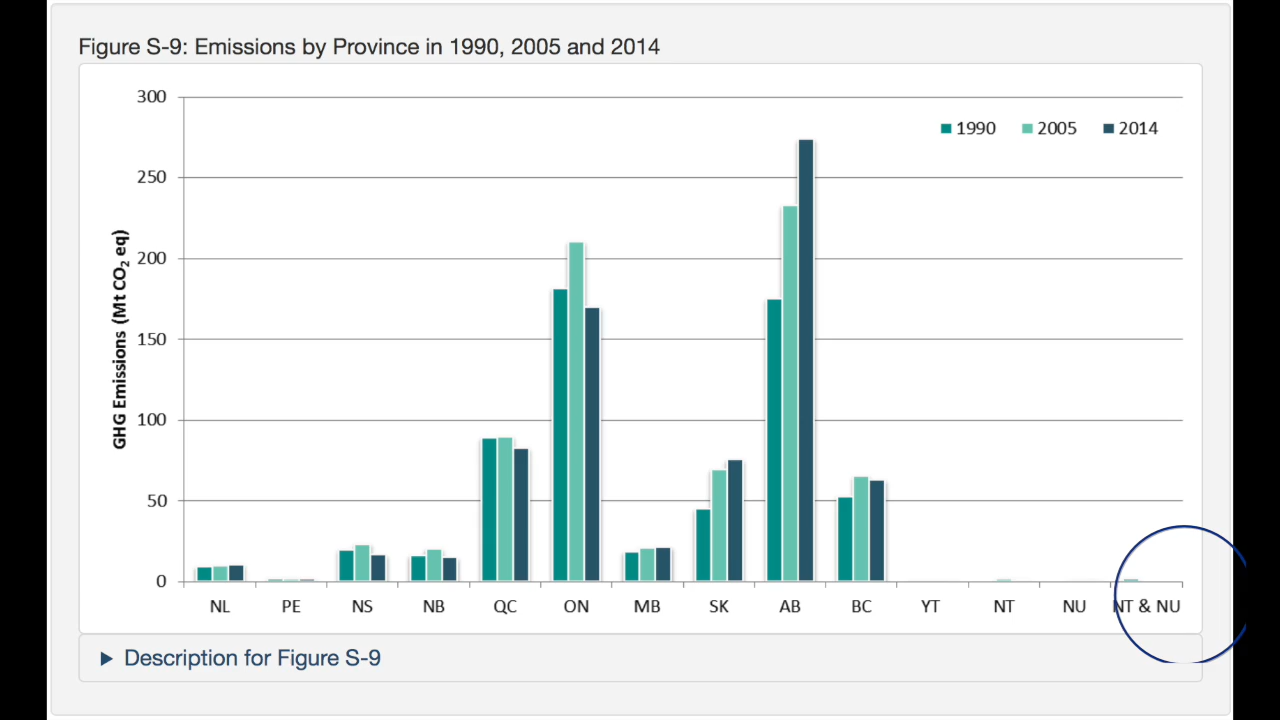 Figure S-9: Emissions by Province in 1990, 2005 and 2014
300
1990 2005 2014
250
200
150
100
50
0
GHG Emissions (Mt CO₂ eq)
NL PE NS NB QC ON MB SK AB BC YT NT NU NT & NU
Description for Figure S-9